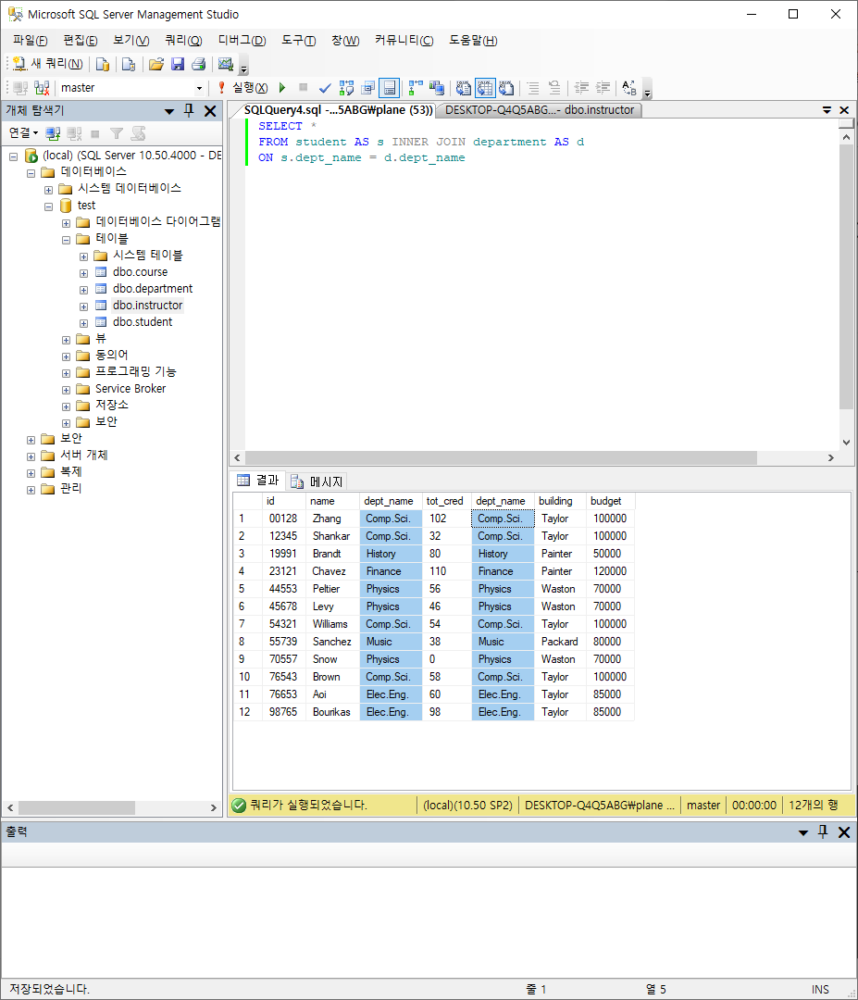 Microsoft SQL Server Management Studio
파일(F) 편집(E) 보기(V) 쿼리(Q) 디버그(D) 도구(T) 창(W) 커뮤니티(C) 도움말(H)
새 쿼리(N)
master 실행(X)
개체 탐색기
연결
(local) (SQL Server 10.50.4000 - DE
데이터베이스
시스템 데이터베이스
test
데이터베이스 다이어그램
테이블
시스템 테이블
dbo.course
dbo.department
dbo.instructor
dbo.student
뷰
동의어
프로그래밍 기능
Service Broker
저장소
보안
보안
서버 개체
복제
관리
SQLQuery4.sql -...5ABG₩plane (53)) DESKTOP-Q4Q5ABG...- dbo.instructor
SELECT *
FROM student AS s INNER JOIN department AS d
ON s.dept_name = d.dept_name
결과 메시지
id name dept_name tot_cred dept_name building budget
1 00128 Zhang Comp.Sci. 102 Comp.Sci. Taylor 100000
2 12345 Shankar Comp.Sci. 32 Comp.Sci. Taylor 100000
3 19991 Brandt History 80 History Painter 50000
4 23121 Chavez Finance 110 Finance Painter 120000
5 44553 Peltier Physics 56 Physics Waston 70000
6 45678 Levy Physics 46 Physics Waston 70000
7 54321 Williams Comp.Sci. 54 Comp.Sci. Taylor 100000
8 55739 Sanchez Music 38 Music Packard 80000
9 70557 Snow Physics 0 Physics Waston 70000
10 76543 Brown Comp.Sci. 58 Comp.Sci. Taylor 100000
11 76653 Aoi Elec.Eng. 60 Elec.Eng. Taylor 85000
12 98765 Bourikas Elec.Eng. 98 Elec.Eng. Taylor 85000
쿼리가 실행되었습니다. (local)(10.50 SP2) DESKTOP-Q4Q5ABG₩plane ... master 00:00:00 12개의 행
출력
저장되었습니다. 줄 1 열 5 INS